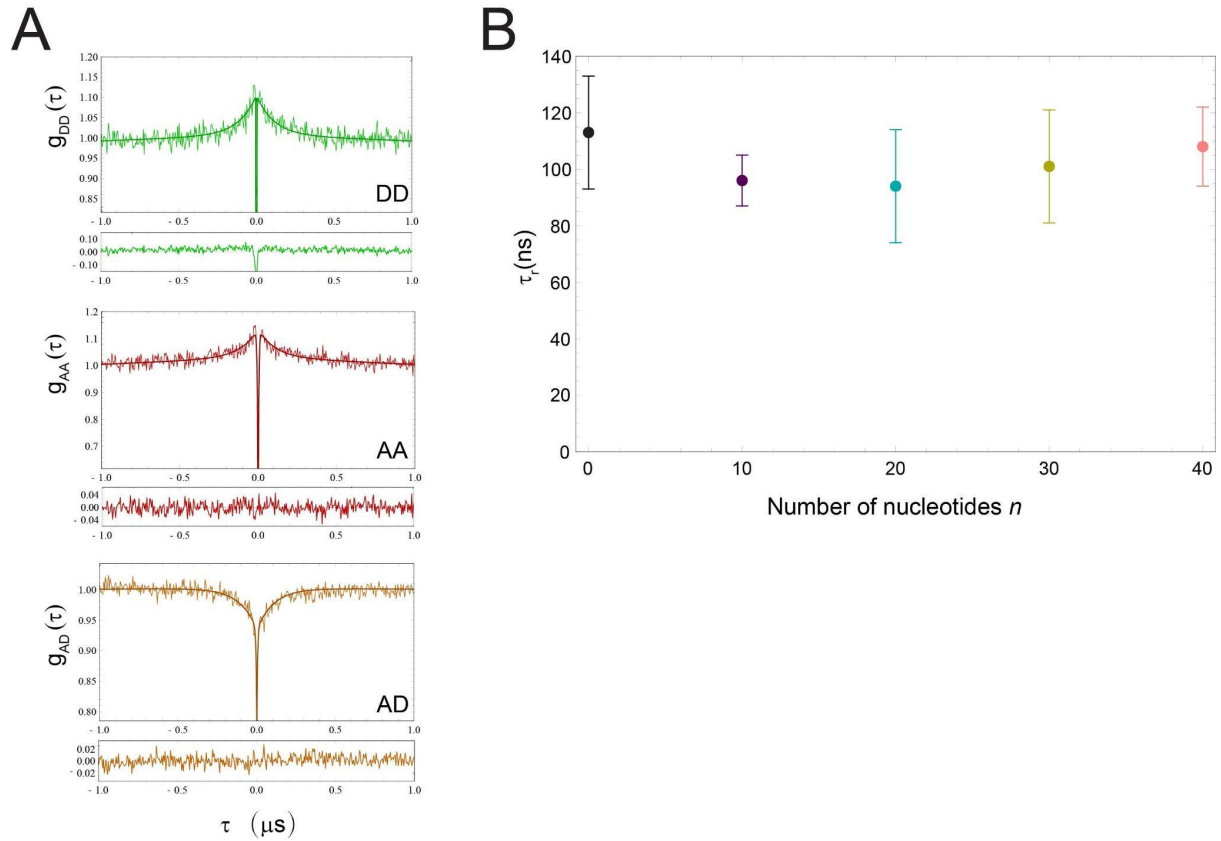 A
1.20
1.15
1.10
1.05
1.00
0.95
0.90
0.85
g_DD (τ)
DD
- 1.0 - 0.5 0.0 0.5 1.0
0.10
0.00
- 0.10
- 1.0 - 0.5 0.0 0.5 1.0
1.2
1.1
1.0
0.9
0.8
0.7
g_AA (τ)
AA
- 1.0 - 0.5 0.0 0.5 1.0
0.04
0.00
- 0.04
- 1.0 - 0.5 0.0 0.5 1.0
1.00
0.95
0.90
0.85
0.80
g_AD (τ)
AD
- 1.0 - 0.5 0.0 0.5 1.0
0.02
0.00
- 0.02
- 1.0 - 0.5 0.0 0.5 1.0
τ (μs)
B
140
120
100
80
60
40
20
0
τ_r(ns)
0 10 20 30 40
Number of nucleotides n